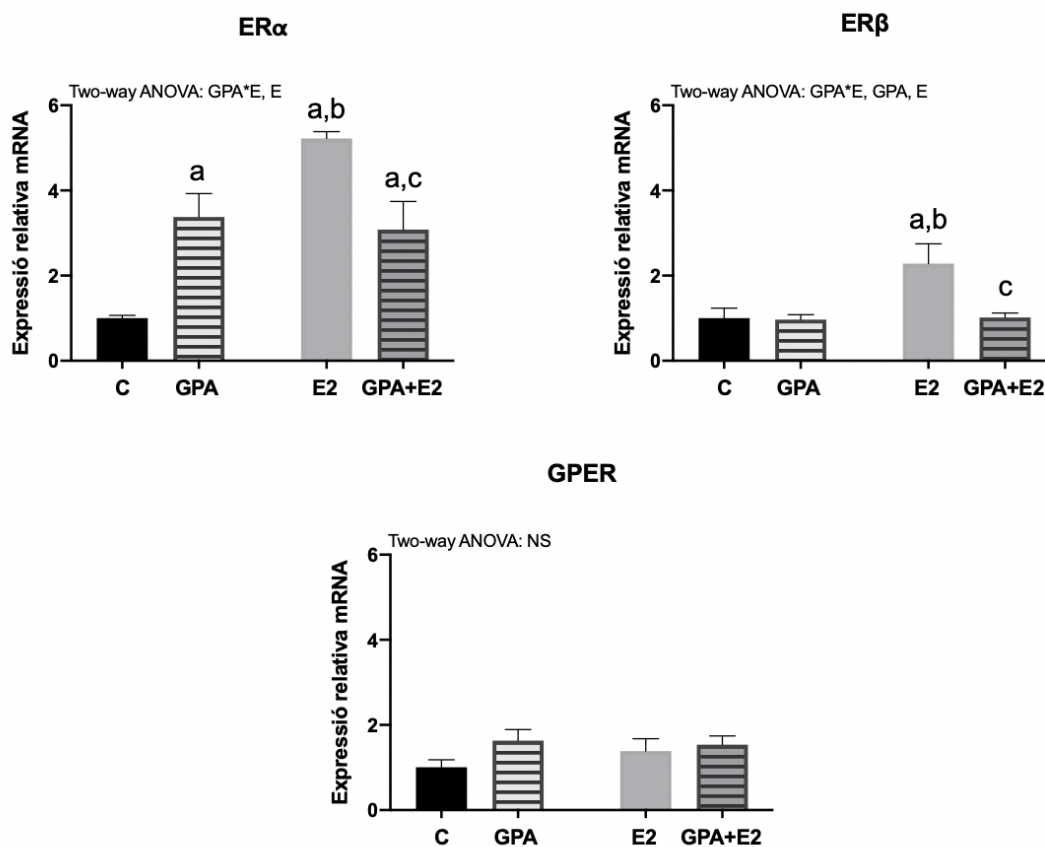 ERα
Two-way ANOVA: GPA*E, E
Expressió relativa mRNA
6
4
2
0
a
a,b
a,c
C GPA E2 GPA+E2
ERβ
Two-way ANOVA: GPA*E, GPA, E
Expressió relativa mRNA
6
4
2
0
a,b
c
C GPA E2 GPA+E2
GPER
Two-way ANOVA: NS
Expressió relativa mRNA
6
4
2
0
C GPA E2 GPA+E2